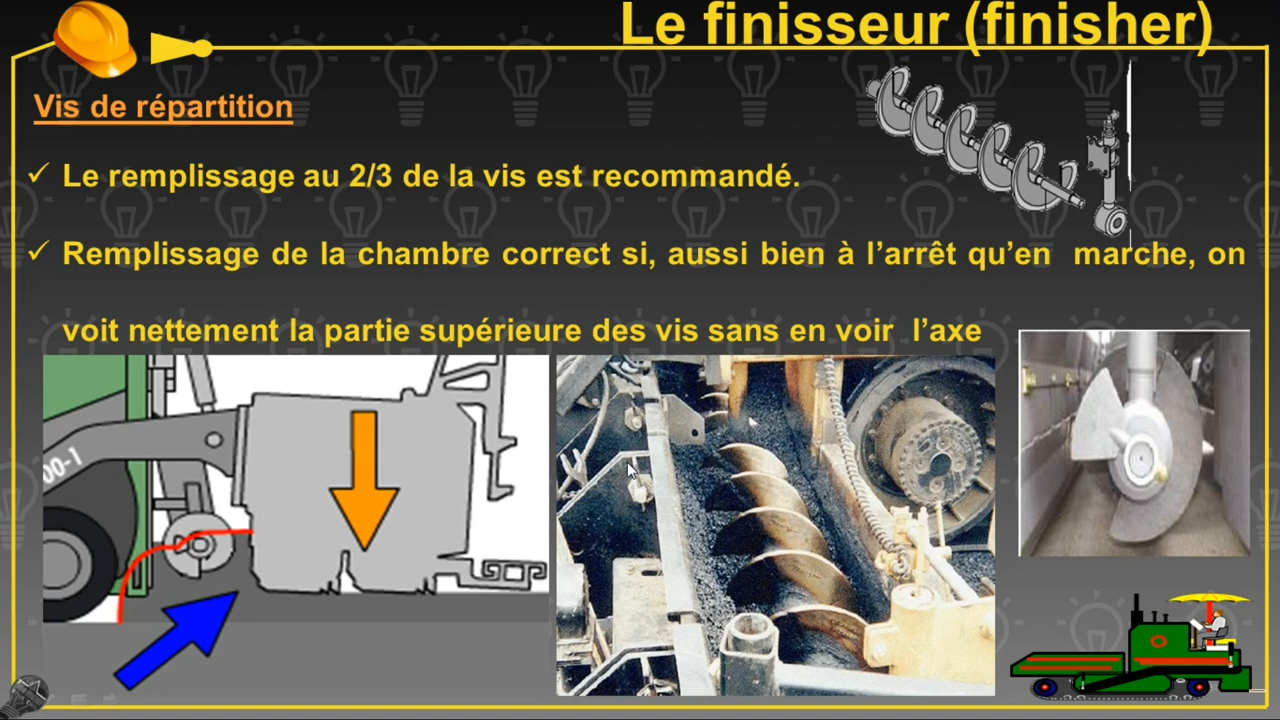 Le finisseur (finisher)
Vis de répartition
✓ Le remplissage au 2/3 de la vis est recommandé.
✓ Remplissage de la chambre correct si, aussi bien à l’arrêt qu’en marche, on
voit nettement la partie supérieure des vis sans en voir l’axe
00-1